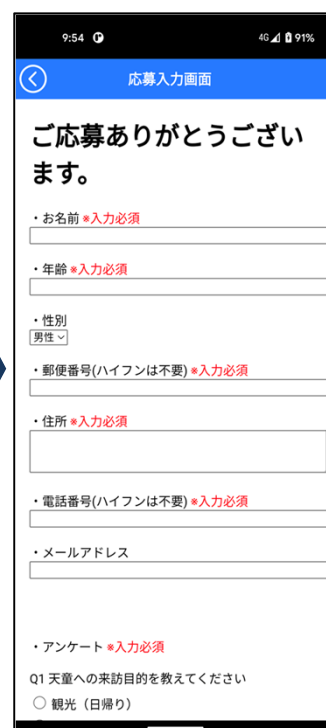 9:54 4G 91%
応募入力画面
ご応募ありがとうござい
ます。
・お名前 ※入力必須
・年齢 ※入力必須
・性別
男性
・郵便番号(ハイフンは不要) ※入力必須
・住所 ※入力必須
・電話番号(ハイフンは不要) ※入力必須
・メールアドレス
・アンケート ※入力必須
Q1 天童への来訪目的を教えてください
観光（日帰り）